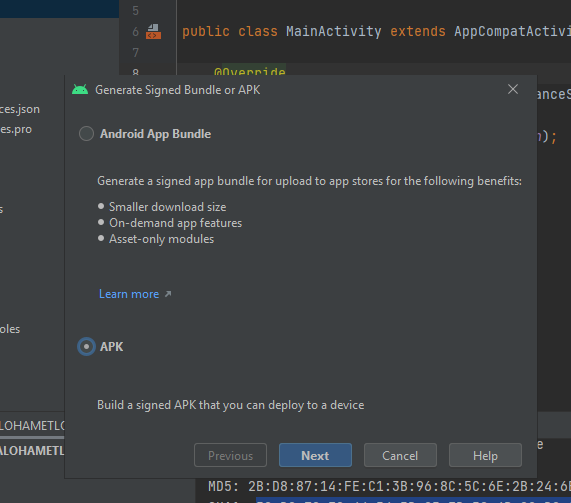 5
6 public class MainActivity extends AppCompatActivi
7
8 @Override
Generate Signed Bundle or APK
ces.json
Android App Bundle
anceS
es.pro
);
Generate a signed app bundle for upload to app stores for the following benefits:
Smaller download size
s
On-demand app features
Asset-only modules
Learn more ↗
oles
APK
Build a signed APK that you can deploy to a device
ALOHAMETLO
ALOHAMETL
Previous
Next
Cancel
Help
e
MD5: 2B:D8:87:14:FE:C1:3B:96:8C:5C:6E:2B:24:6E